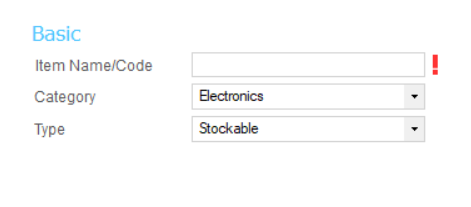 Basic
Item Name/Code
Category Electronics
Type Stockable